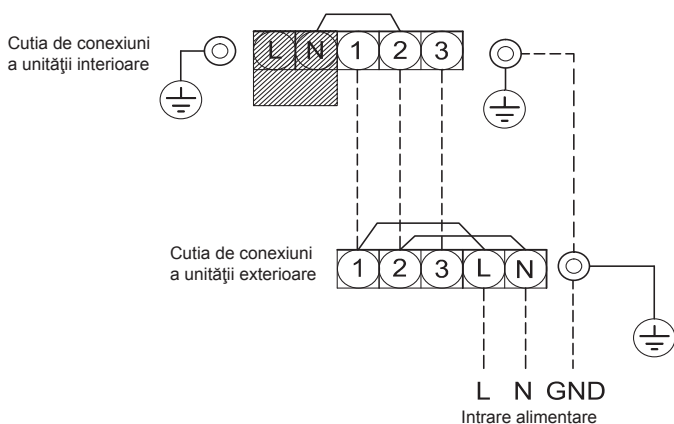 Cutia de conexiuni
a unităţii interioare
L N 1 2 3
Cutia de conexiuni
a unităţii exterioare
1 2 3 L N
L N GND
Intrare alimentare